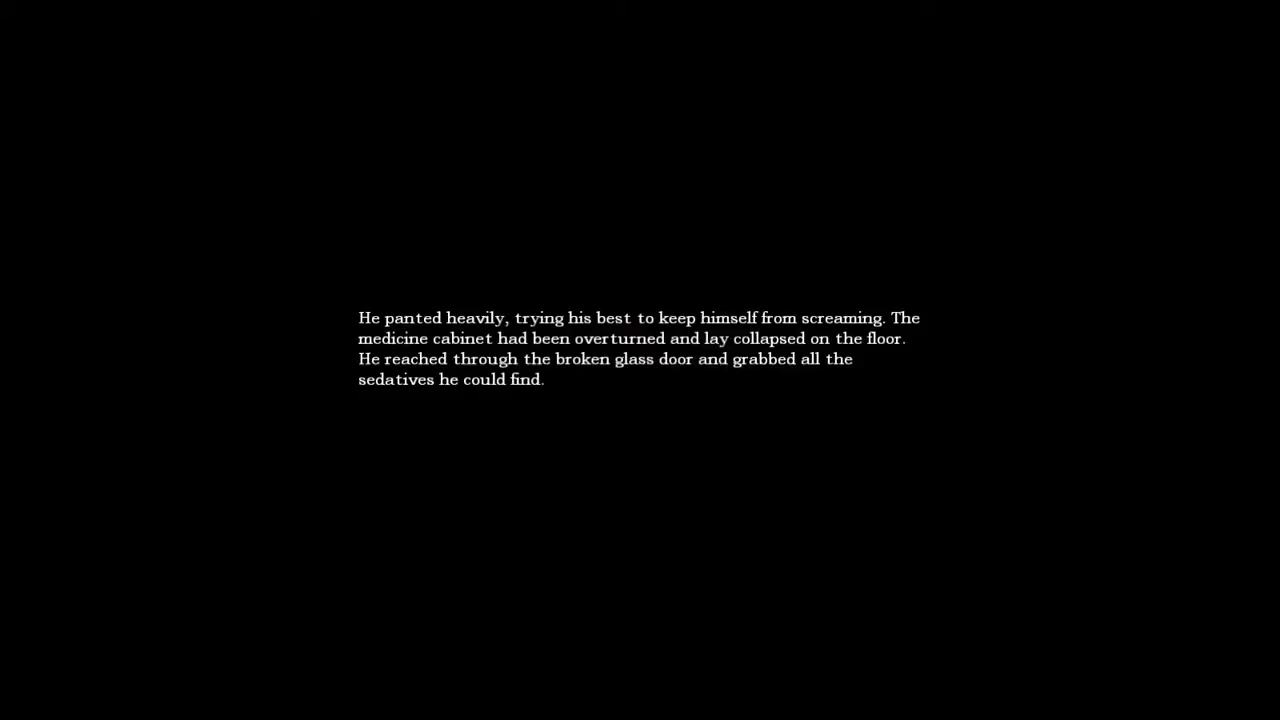 He panted heavily, trying his best to keep himself from screaming. The
medicine cabinet had been overturned and lay collapsed on the floor.
He reached through the broken glass door and grabbed all the
sedatives he could find.